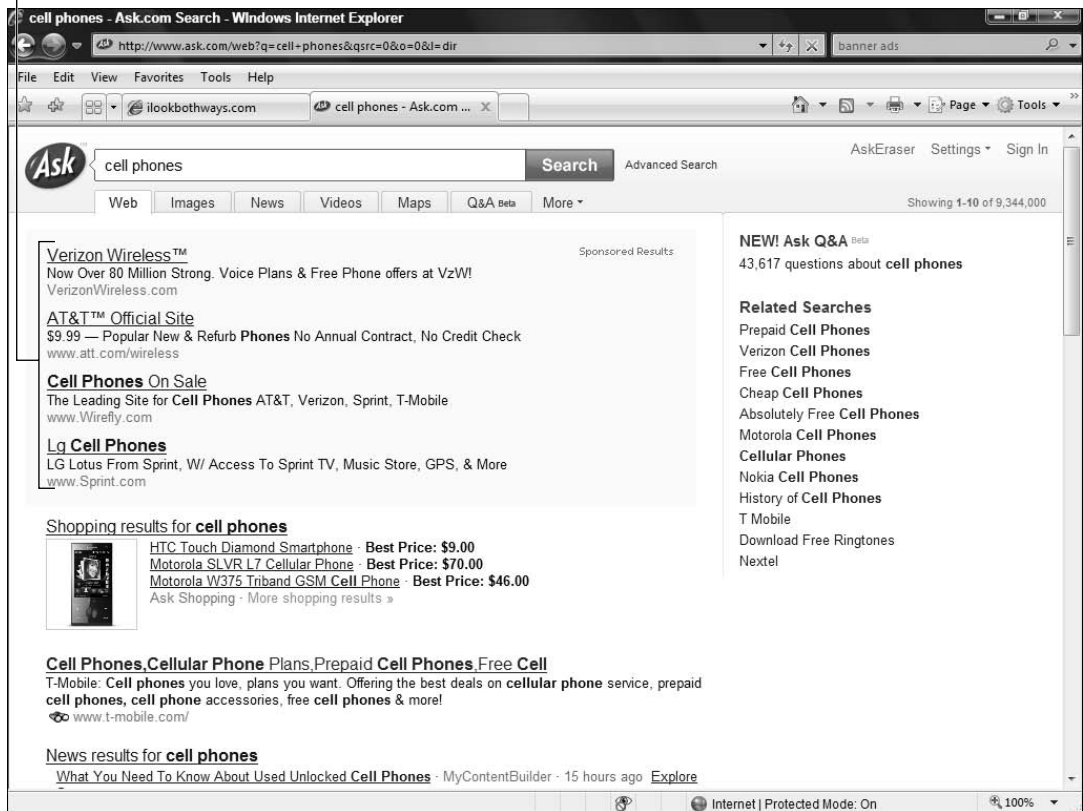 cell phones - Ask.com Search - WIndows Internet Explorer
http://www.ask.com/web?q=cell+phones&qsrc=0&o=0&l=dir
banner ads
File Edit View Favorites Tools Help
ilookbothways.com
cell phones - Ask.com ...
Page
Tools
Ask
cell phones
Search
Advanced Search
AskEraser Settings Sign In
Web Images News Videos Maps Q&A Beta More
Showing 1-10 of 9,344,000
Sponsored Results
Verizon Wireless™
Now Over 80 Million Strong. Voice Plans & Free Phone offers at VzW!
VerizonWireless.com
AT&T™ Official Site
$9.99 — Popular New & Refurb Phones No Annual Contract, No Credit Check
www.att.com/wireless
Cell Phones On Sale
The Leading Site for Cell Phones AT&T, Verizon, Sprint, T-Mobile
www.Wirefly.com
Lg Cell Phones
LG Lotus From Sprint, W/ Access To Sprint TV, Music Store, GPS, & More
www.Sprint.com
Shopping results for cell phones
HTC Touch Diamond Smartphone · Best Price: $9.00
Motorola SLVR L7 Cellular Phone · Best Price: $70.00
Motorola W375 Triband GSM Cell Phone · Best Price: $46.00
Ask Shopping · More shopping results »
Cell Phones,Cellular Phone Plans,Prepaid Cell Phones,Free Cell
T-Mobile: Cell phones you love, plans you want. Offering the best deals on cellular phone service, prepaid
cell phones, cell phone accessories, free cell phones & more!
www.t-mobile.com/
News results for cell phones
What You Need To Know About Used Unlocked Cell Phones · MyContentBuilder · 15 hours ago Explore
NEW! Ask Q&A Beta
43,617 questions about cell phones
Related Searches
Prepaid Cell Phones
Verizon Cell Phones
Free Cell Phones
Cheap Cell Phones
Absolutely Free Cell Phones
Motorola Cell Phones
Cellular Phones
Nokia Cell Phones
History of Cell Phones
T Mobile
Download Free Ringtones
Nextel
Internet | Protected Mode: On
100%